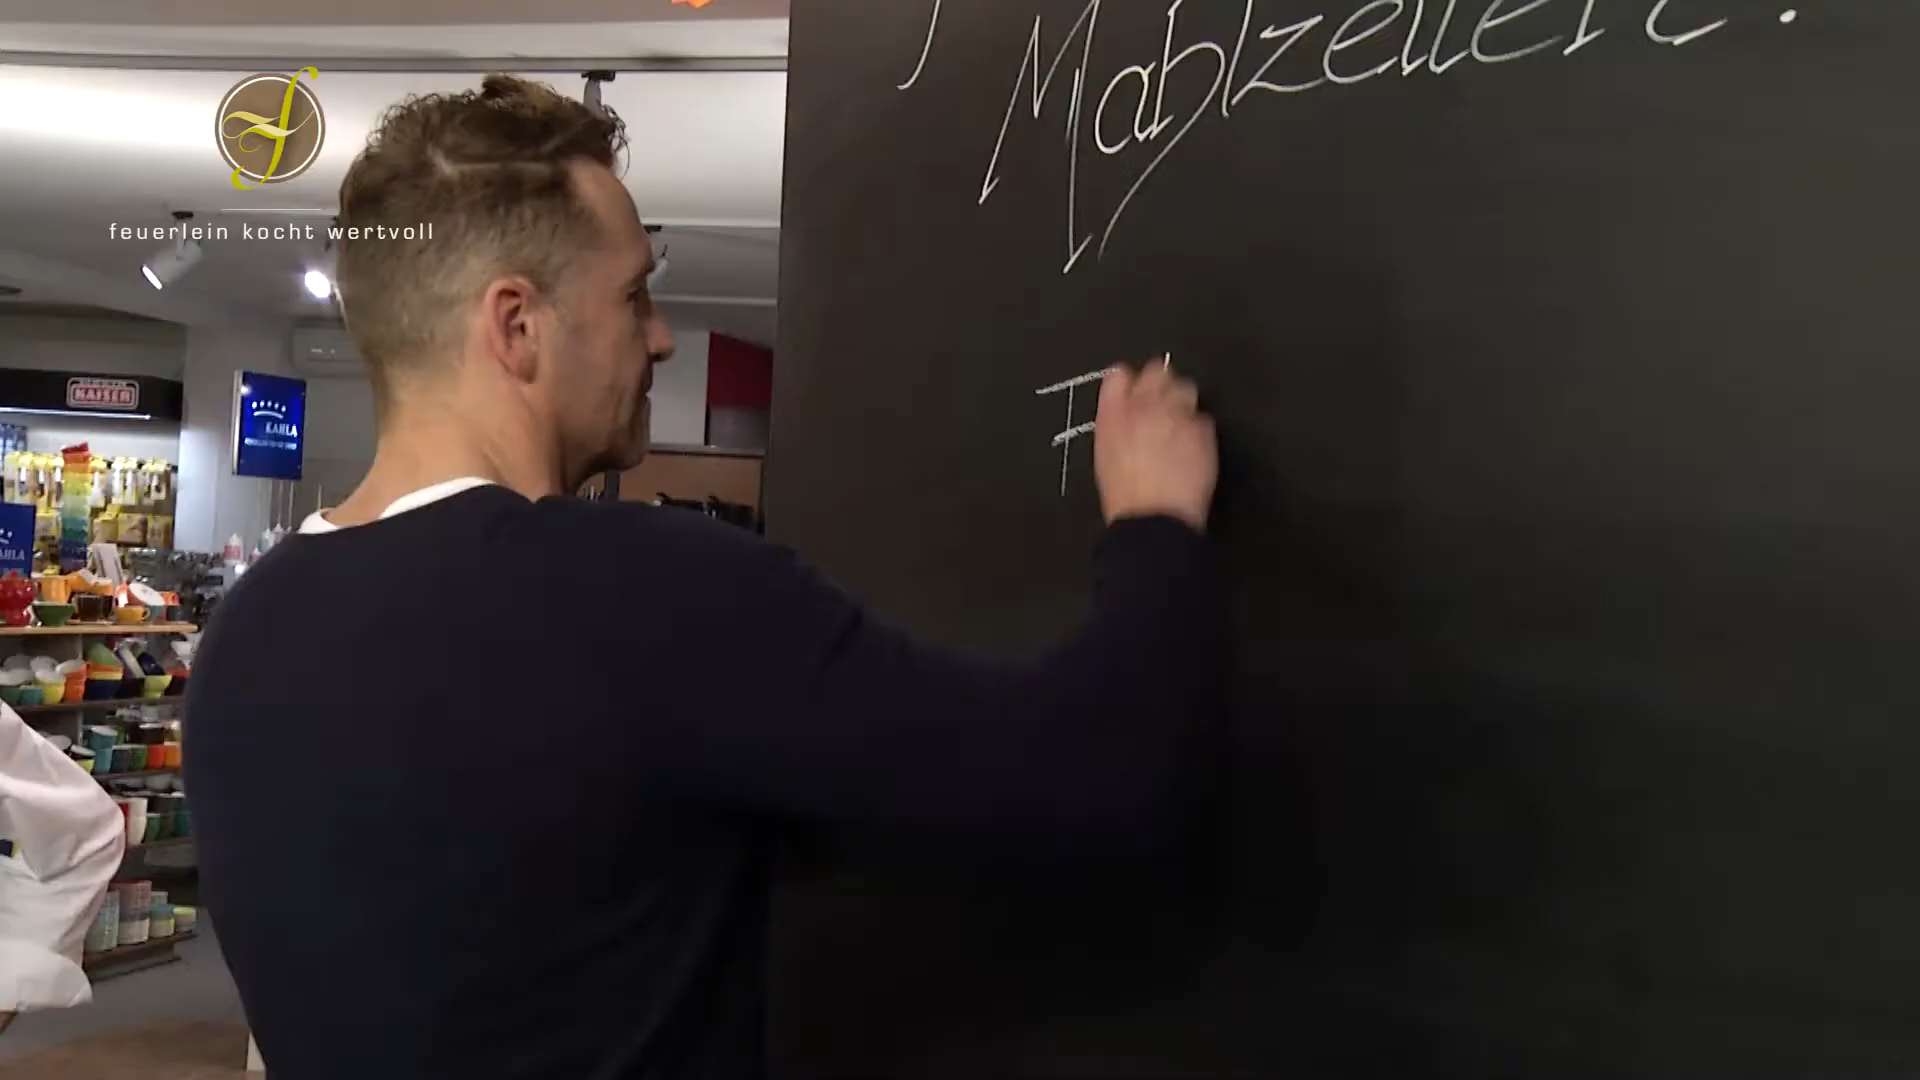 Mahlzeiten:
F
feuerlein kocht wertvoll
KAISER
KAHLA